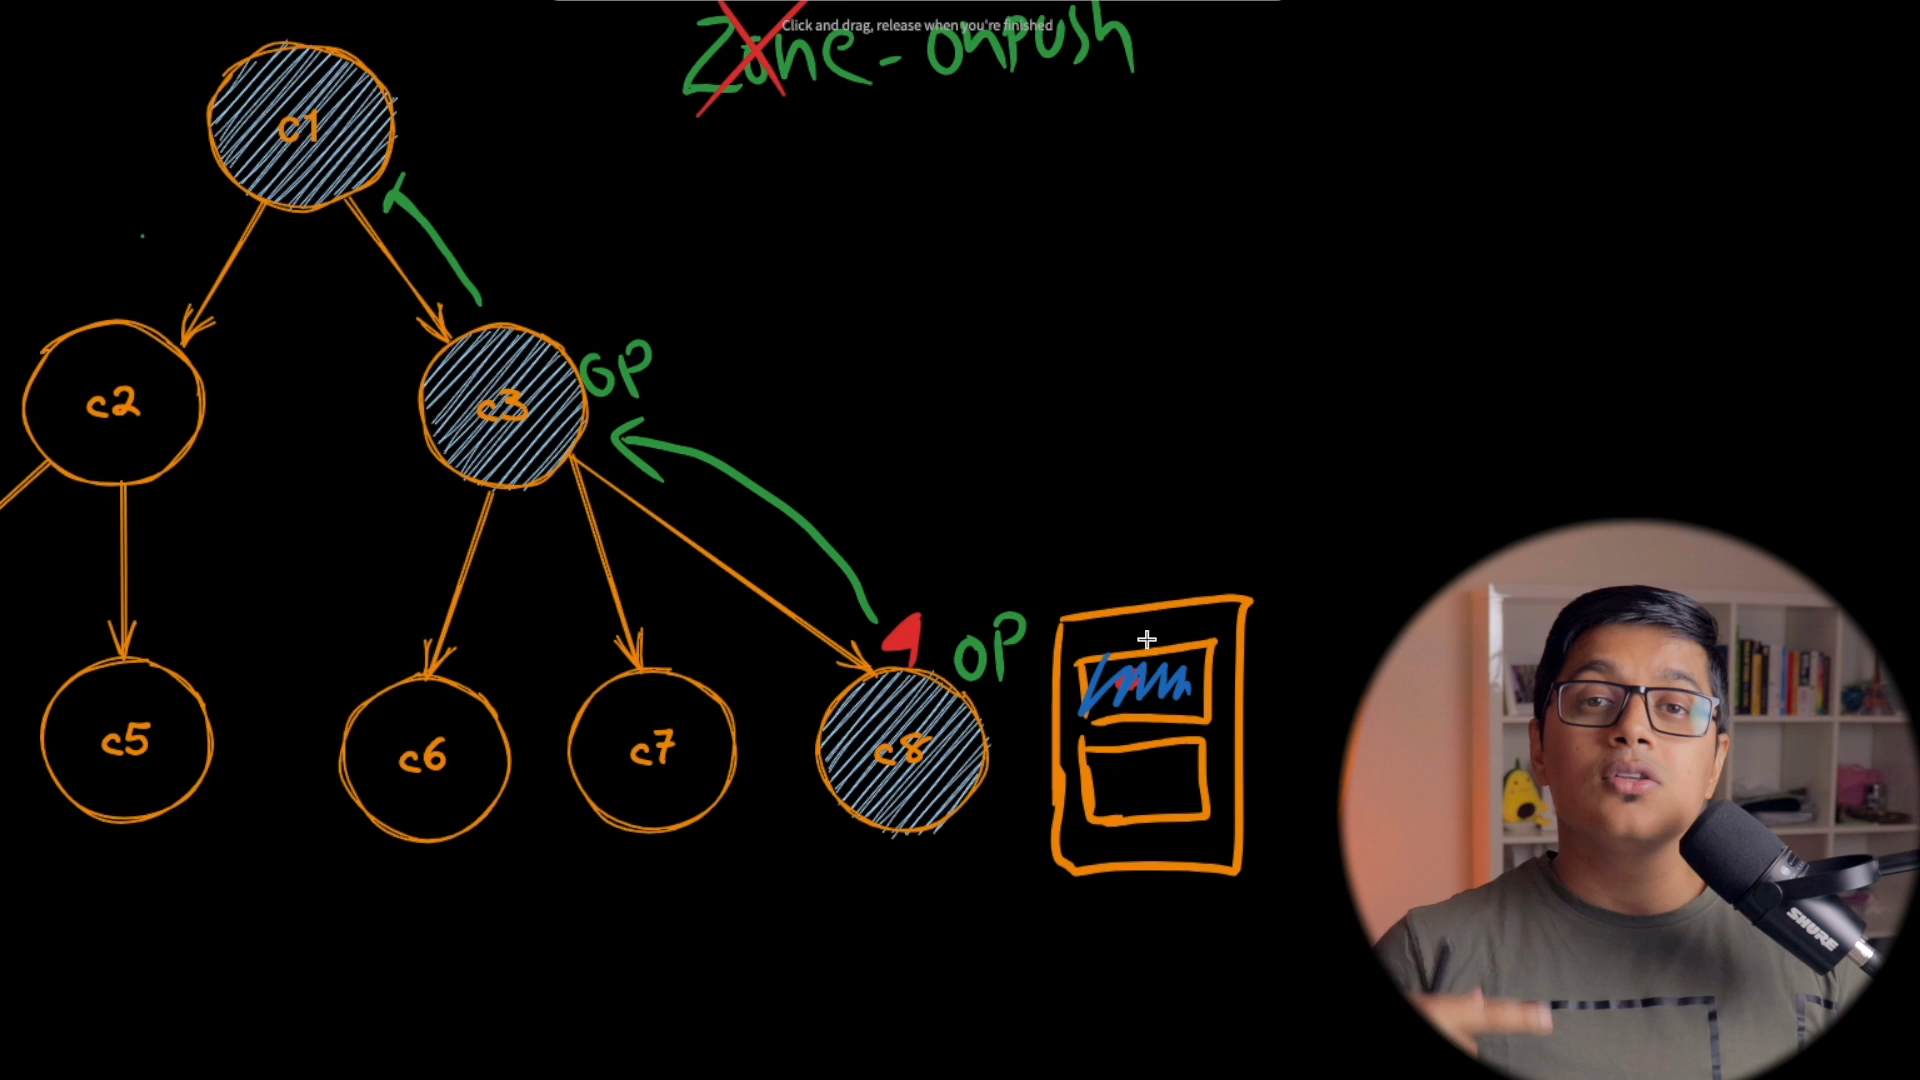 Zone-onpush
Click and drag, release when you're finished
c1
c2
c3
OP
c5
c6
c7
c8
OP
SHURE